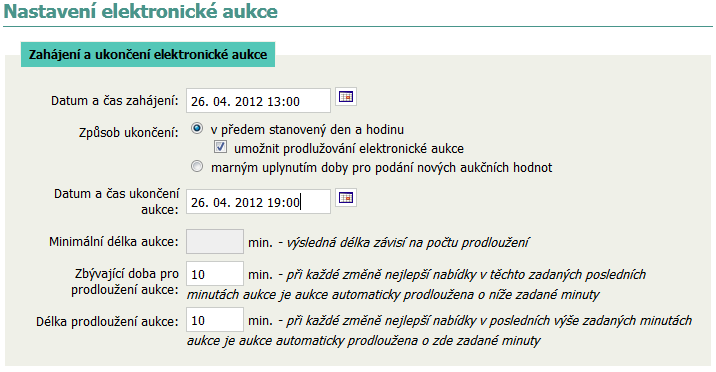 Nastavení elektronické aukce
Zahájení a ukončení elektronické aukce
Datum a čas zahájení: 26. 04. 2012 13:00
Způsob ukončení: v předem stanovený den a hodinu
umožnit prodlužování elektronické aukce
marným uplynutím doby pro podání nových aukčních hodnot
Datum a čas ukončení
aukce: 26. 04. 2012 19:00
Minimální délka aukce: min. - výsledná délka závisí na počtu prodloužení
Zbývající doba pro
prodloužení aukce: 10 min. - při každé změně nejlepší nabídky v těchto zadaných posledních
minutách aukce je aukce automaticky prodloužena o níže zadané minuty
Délka prodloužení aukce: 10 min. - při každé změně nejlepší nabídky v posledních výše zadaných minutách
aukce je aukce automaticky prodloužena o zde zadané minuty